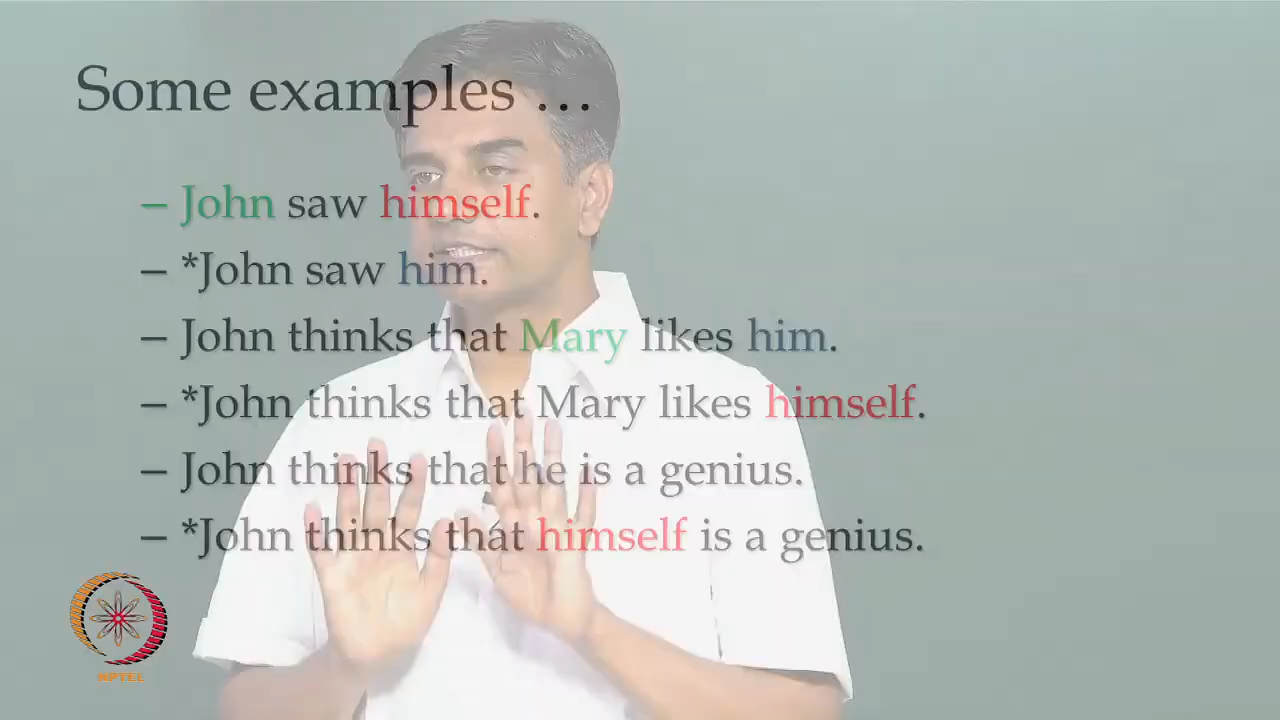 Some examples …
– John saw himself.
– *John saw him.
– John thinks that Mary likes him.
– *John thinks that Mary likes himself.
– John thinks that he is a genius.
– *John thinks that himself is a genius.
NPTEL